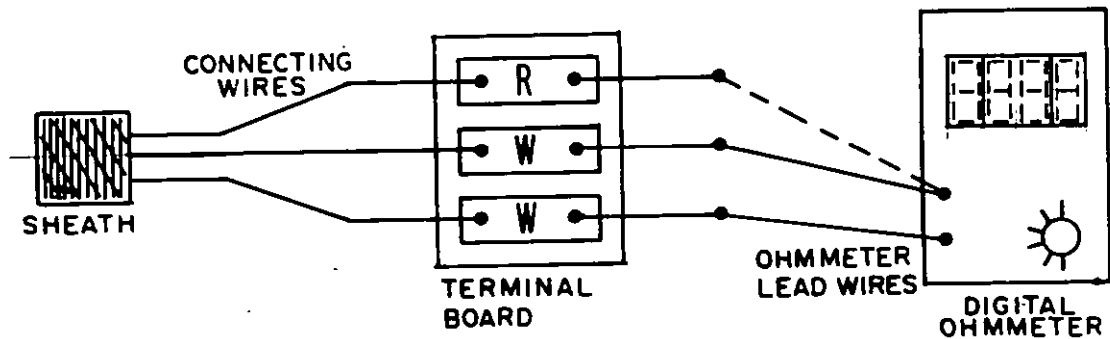 CONNECTING
WIRES
R
W
W
SHEATH
TERMINAL
BOARD
OHMMETER
LEAD WIRES
DIGITAL
OHMMETER